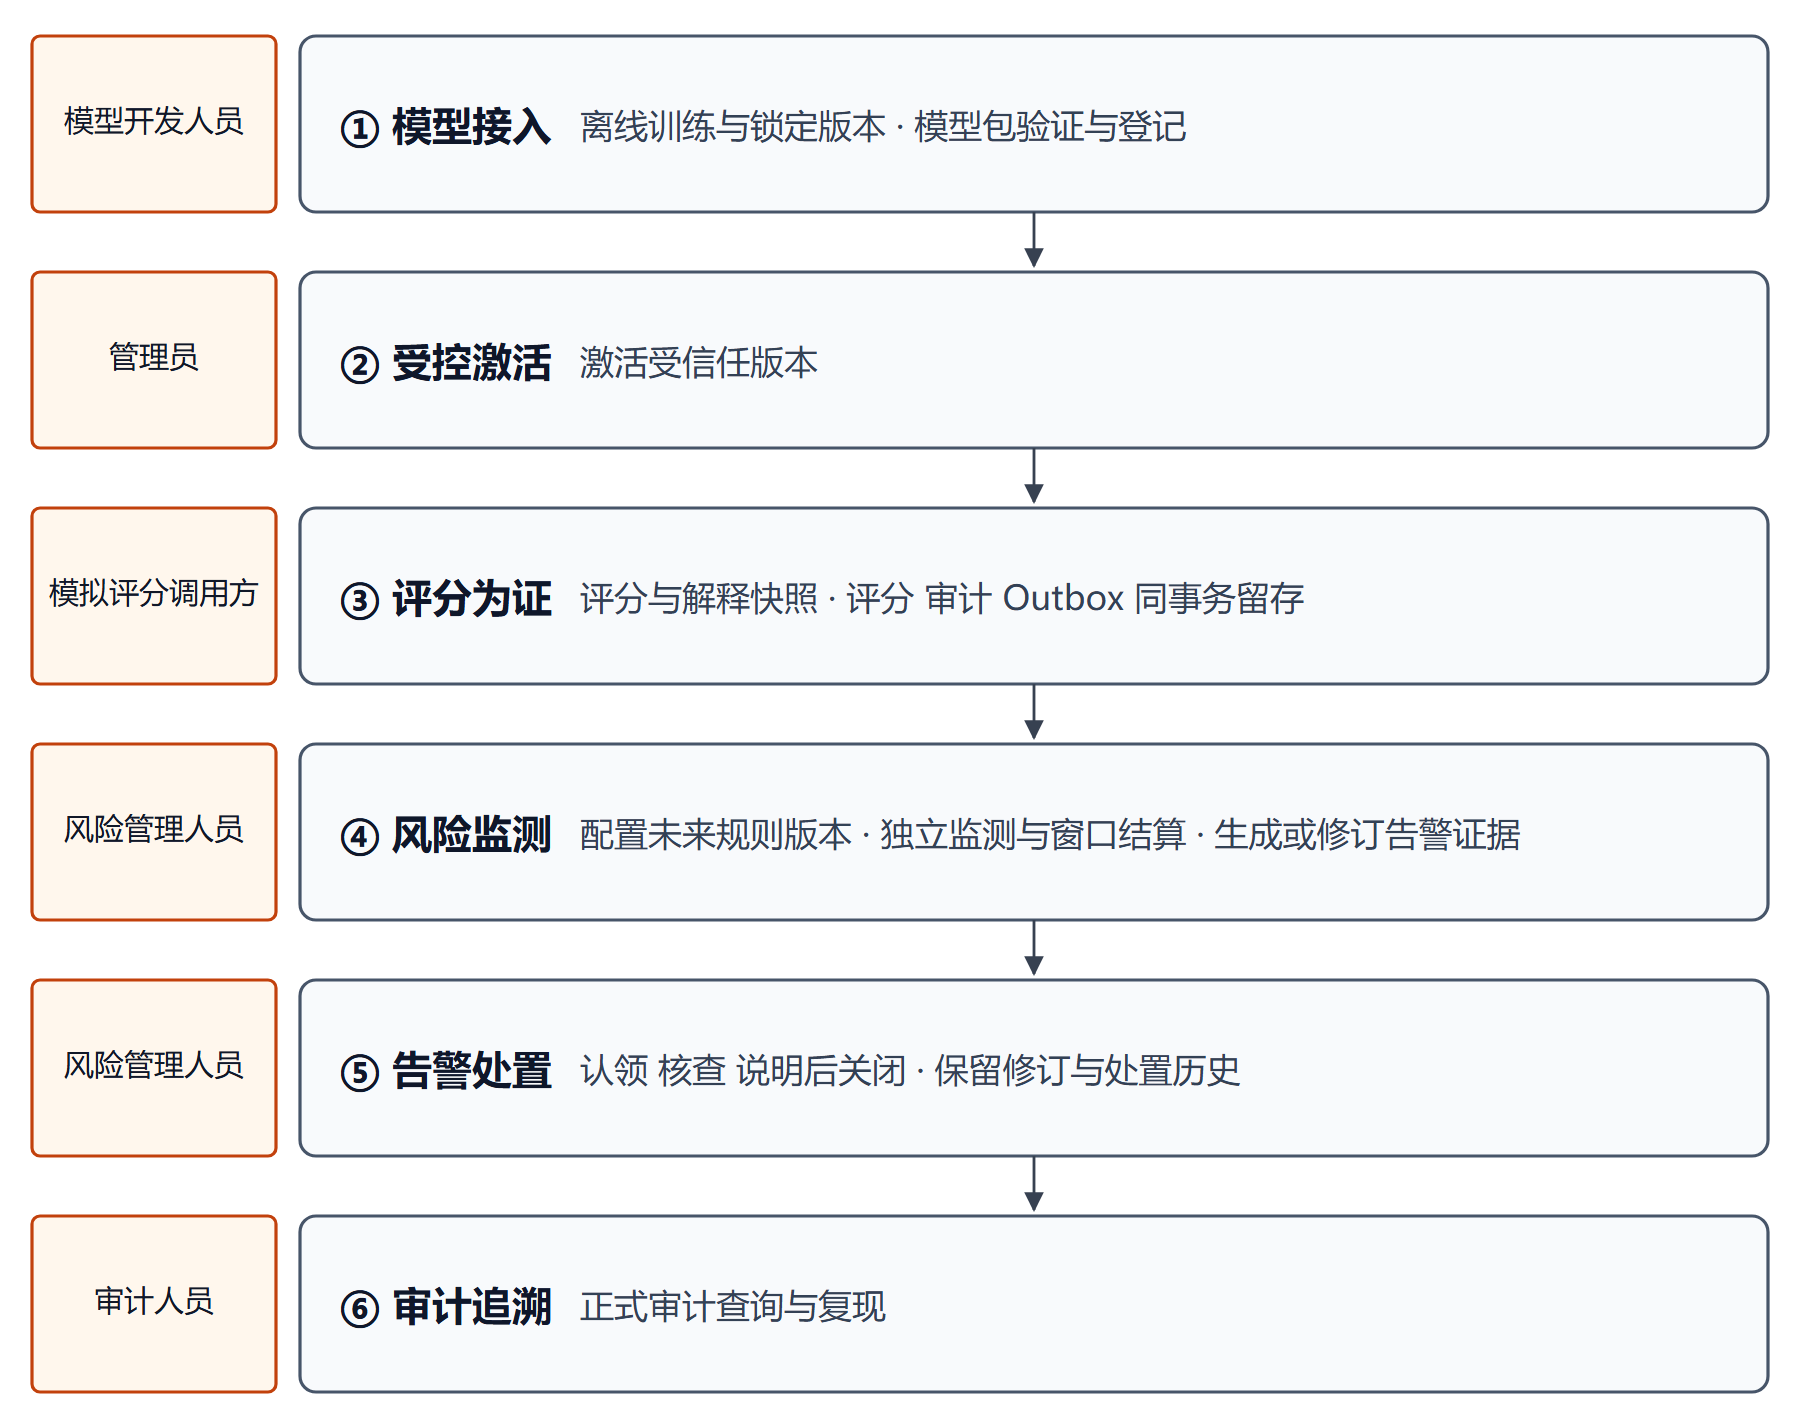 模型开发人员
① 模型接入 离线训练与锁定版本 · 模型包验证与登记
管理员
② 受控激活 激活受信任版本
模拟评分调用方
③ 评分为证 评分与解释快照 · 评分 审计 Outbox 同事务留存
风险管理人员
④ 风险监测 配置未来规则版本 · 独立监测与窗口结算 · 生成或修订告警证据
风险管理人员
⑤ 告警处置 认领 核查 说明后关闭 · 保留修订与处置历史
审计人员
⑥ 审计追溯 正式审计查询与复现